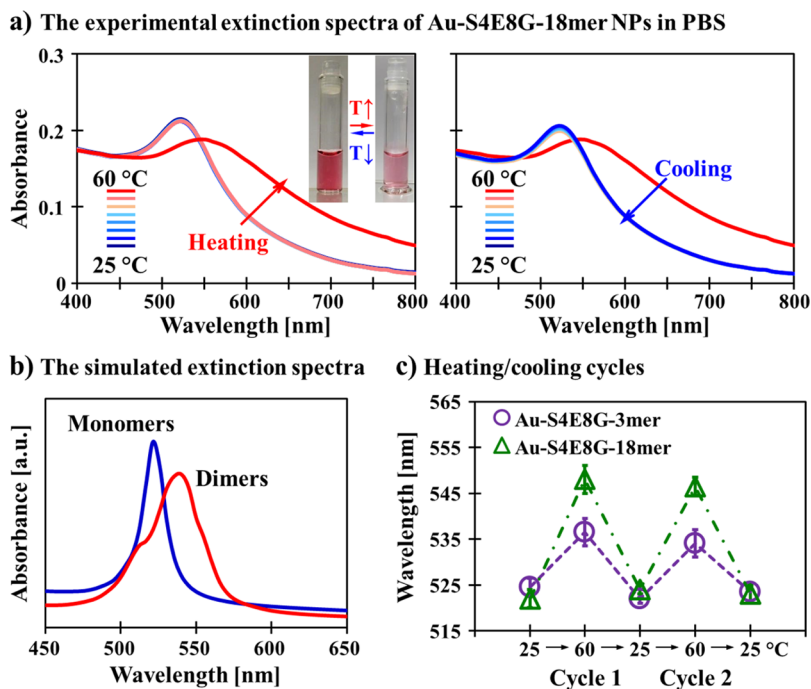 a) The experimental extinction spectra of Au-S4E8G-18mer NPs in PBS
Absorbance
0.3
0.2
0.1
0
60 °C
25 °C
Heating
T↑
T↓
400 500 600 700 800
Wavelength [nm]
60 °C
25 °C
Cooling
400 500 600 700 800
Wavelength [nm]
b) The simulated extinction spectra
Absorbance [a.u.]
Monomers
Dimers
450 500 550 600 650
Wavelength [nm]
c) Heating/cooling cycles
Wavelength [nm]
565
555
545
535
525
515
Au-S4E8G-3mer
Au-S4E8G-18mer
25 → 60 → 25 → 60 → 25 °C
Cycle 1 Cycle 2